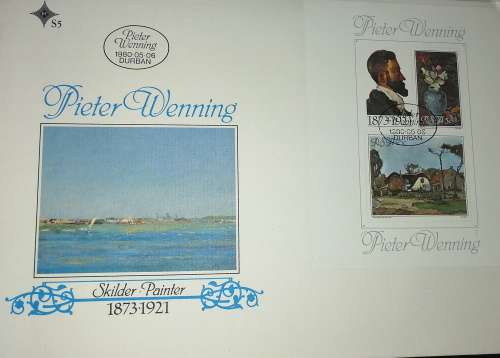 S5
Pieter
Wenning
1980·05·06
DURBAN
Pieter Wenning
Skilder · Painter
1873·1921
Pieter Wenning
1873·1921
1980·05·06
DURBAN
RSA
Pieter Wenning